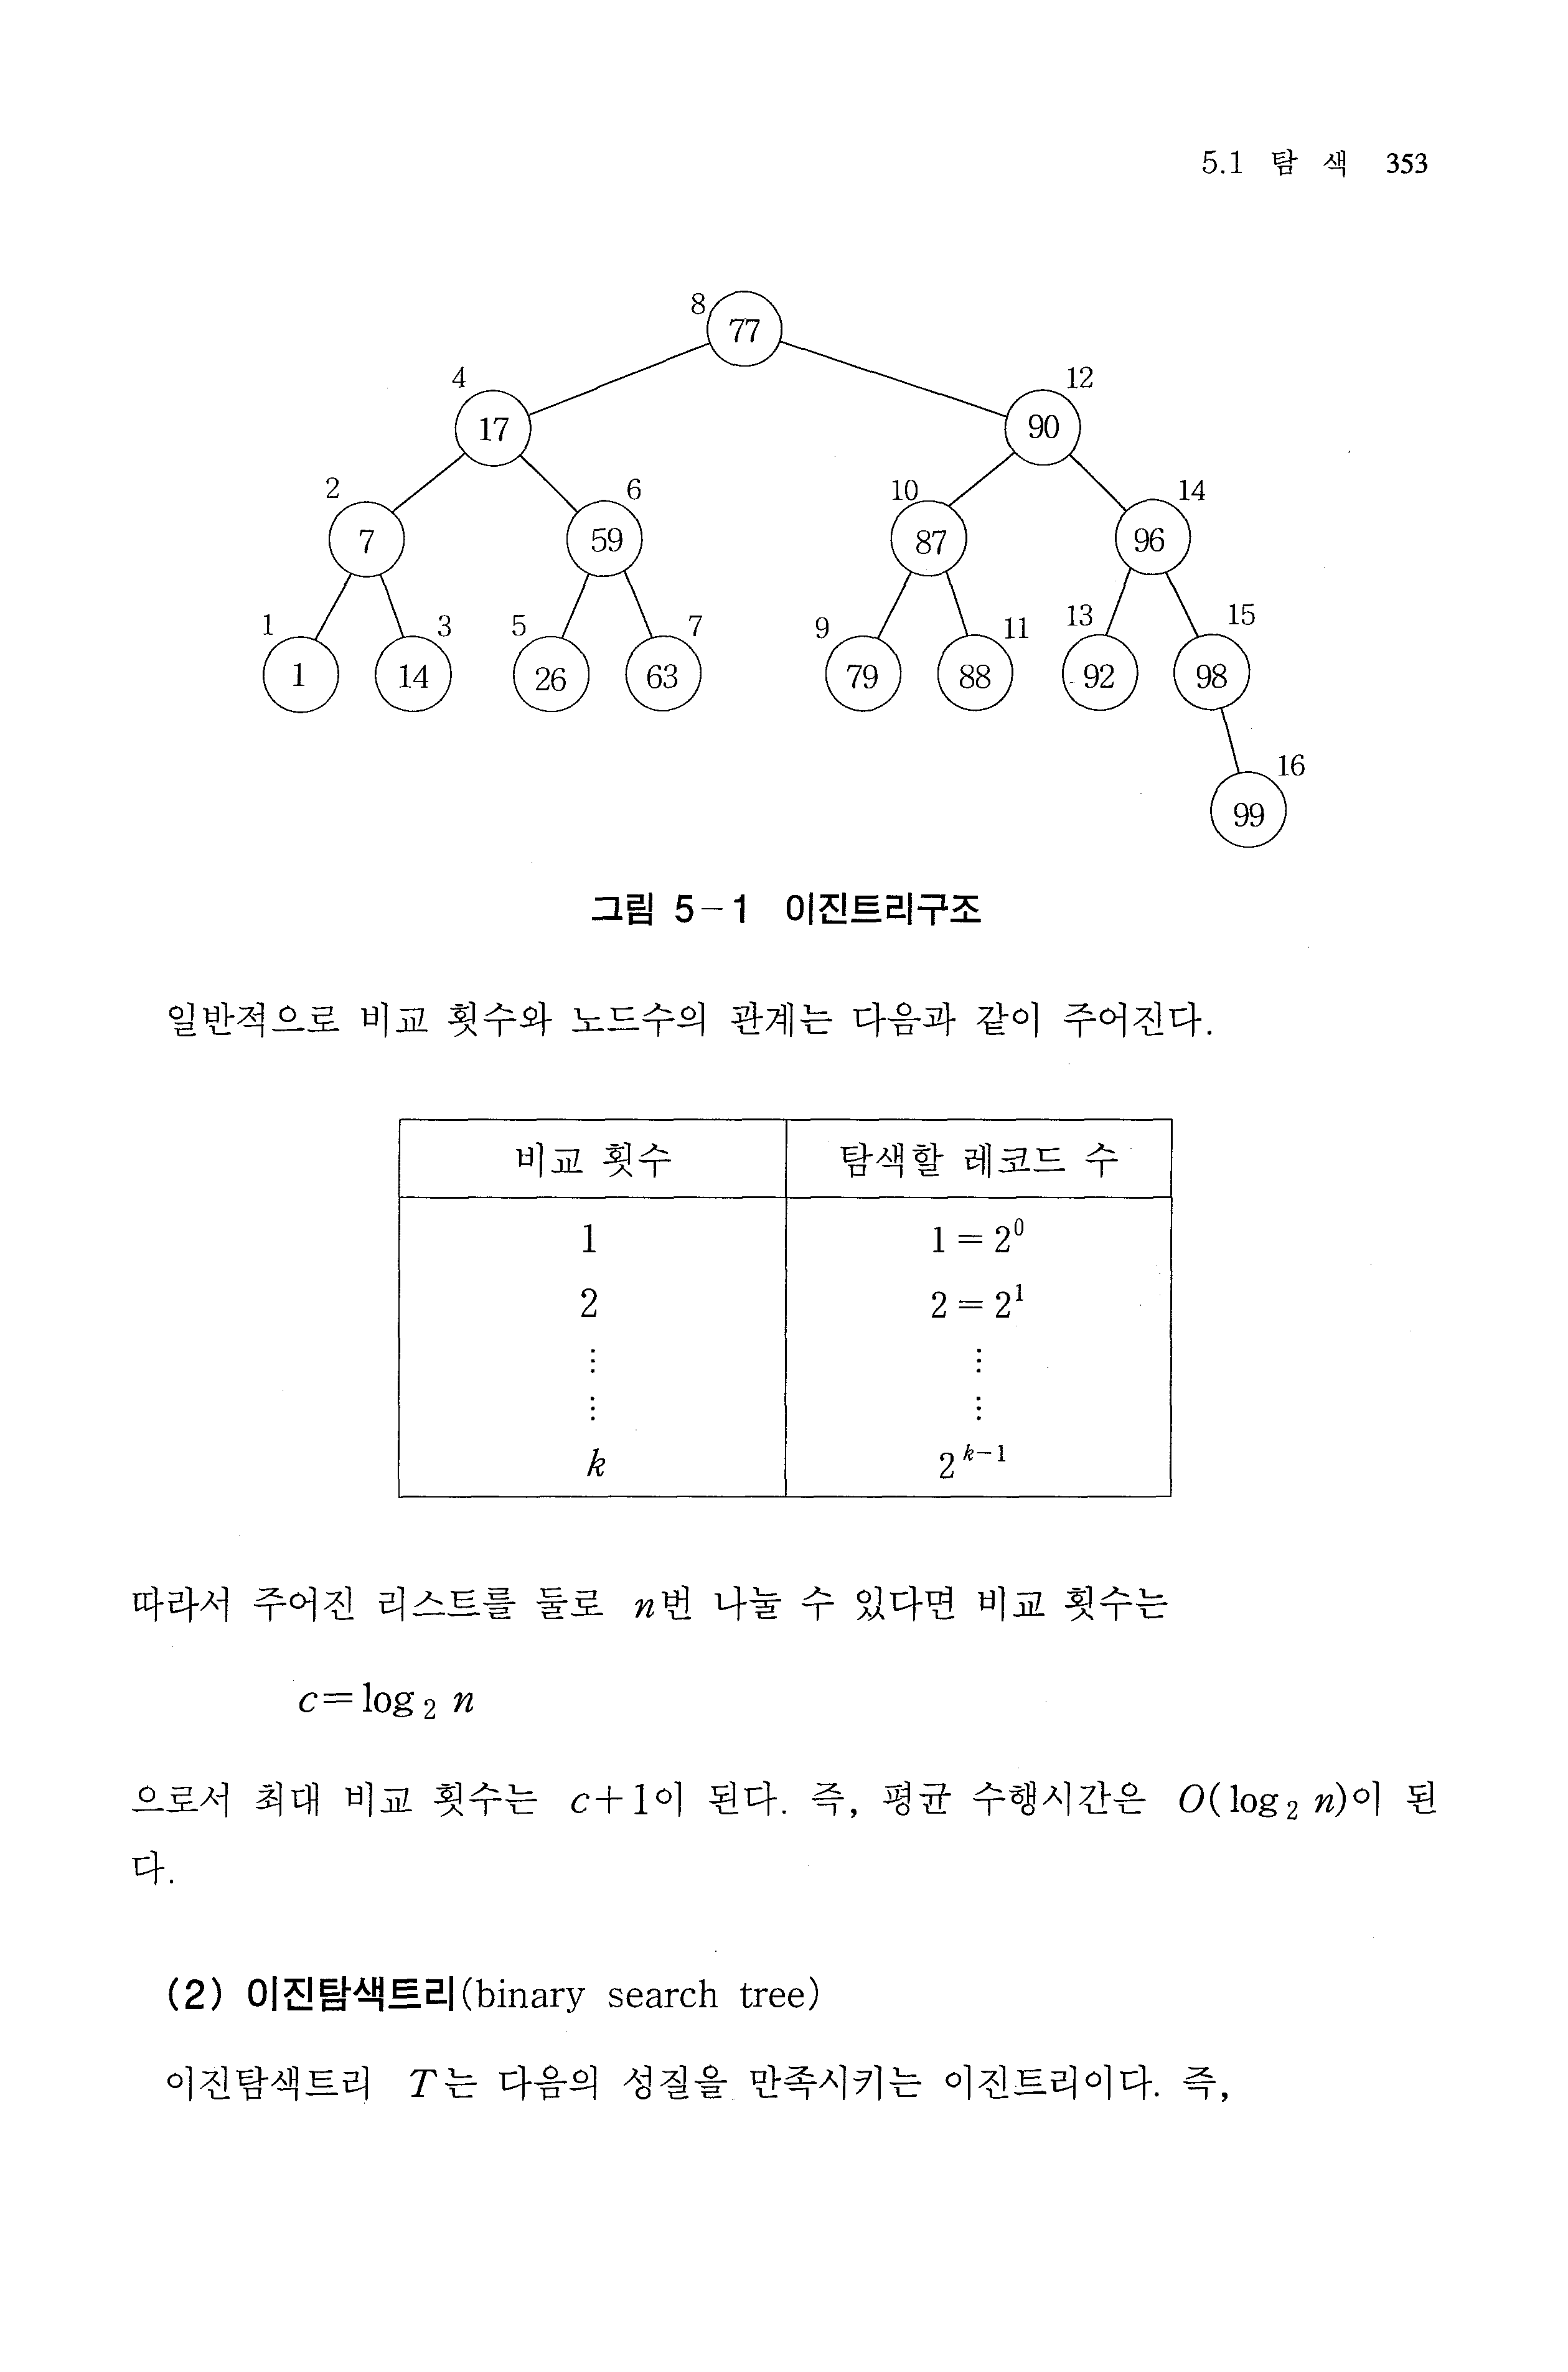 5.1 탐 색 353
8 77
4 12
17 90
2 6 10 14
7 59 87 96
1 3 5 7 9 11 13 15
1 14 26 63 79 88 92 98
16
99
그림 5-1 이진트리구조
일반적으로 비교 횟수와 노드수의 관계는 다음과 같이 주어진다.
비교 횟수 탐색할 레코드 수
1 1 = 2⁰
2 2 = 2¹
⋮ ⋮
⋮ ⋮
k 2ᵏ⁻¹
따라서 주어진 리스트를 둘로 n번 나눌 수 있다면 비교 횟수는
c = log₂ n
으로서 최대 비교 횟수는 c+1이 된다. 즉, 평균 수행시간은 O(log₂ n)이 된
다.
(2) 이진탐색트리(binary search tree)
이진탐색트리 T는 다음의 성질을 만족시키는 이진트리이다. 즉,